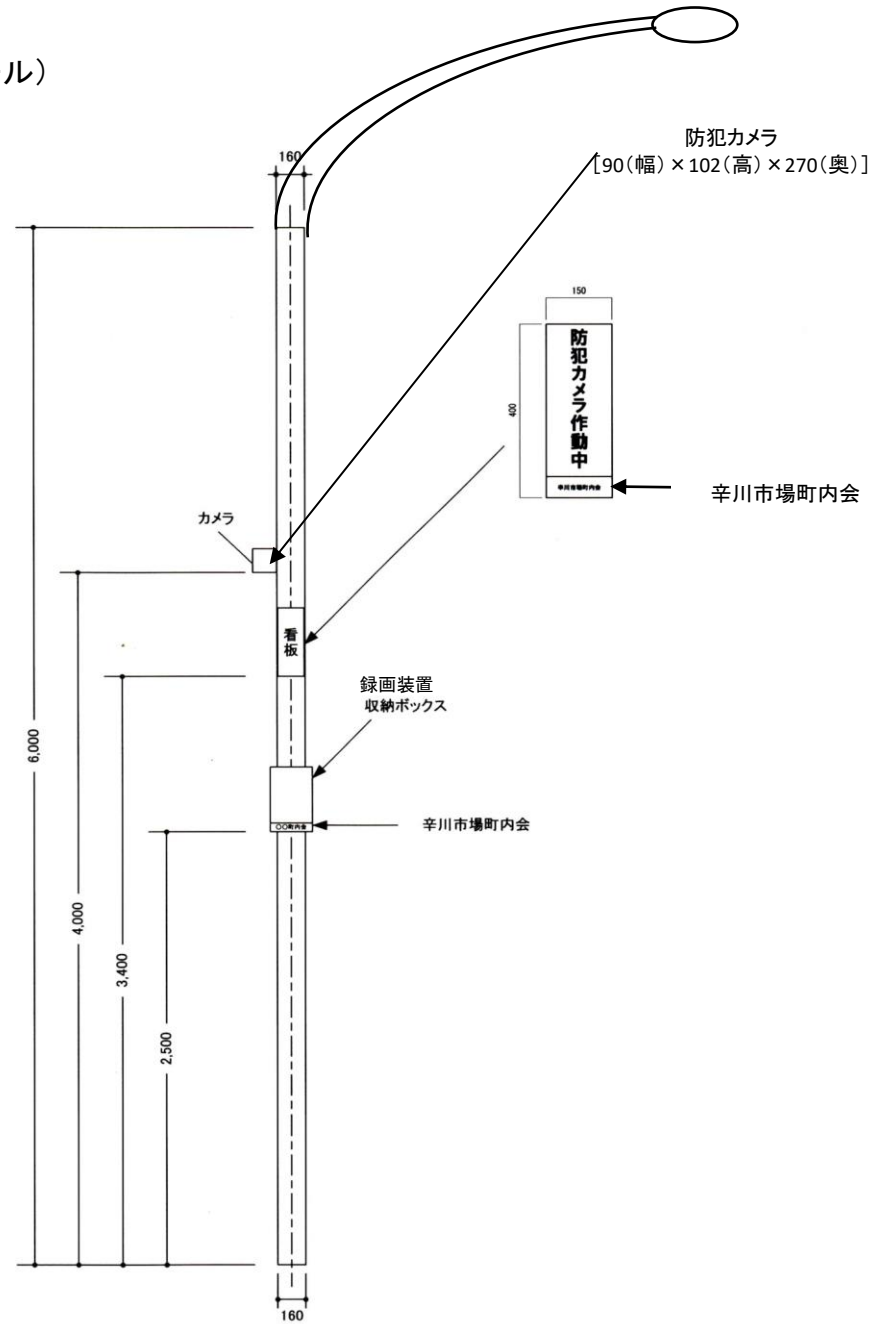 ル）
160
防犯カメラ
[90(幅)×102(高)×270(奥)]
150
400
防犯カメラ作動中
辛川市場町内会
辛川市場町内会
カメラ
看板
録画装置
収納ボックス
〇〇町内会
辛川市場町内会
6,000
4,000
3,400
2,500
160